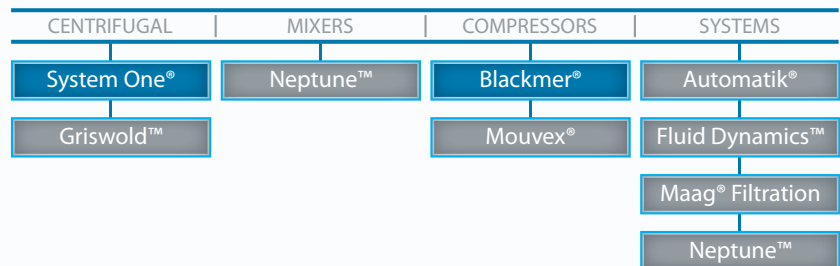 CENTRIFUGAL | MIXERS | COMPRESSORS | SYSTEMS
System One® Neptune™ Blackmer® Automatik®
Griswold™ Mouvex® Fluid Dynamics™
Maag® Filtration
Neptune™